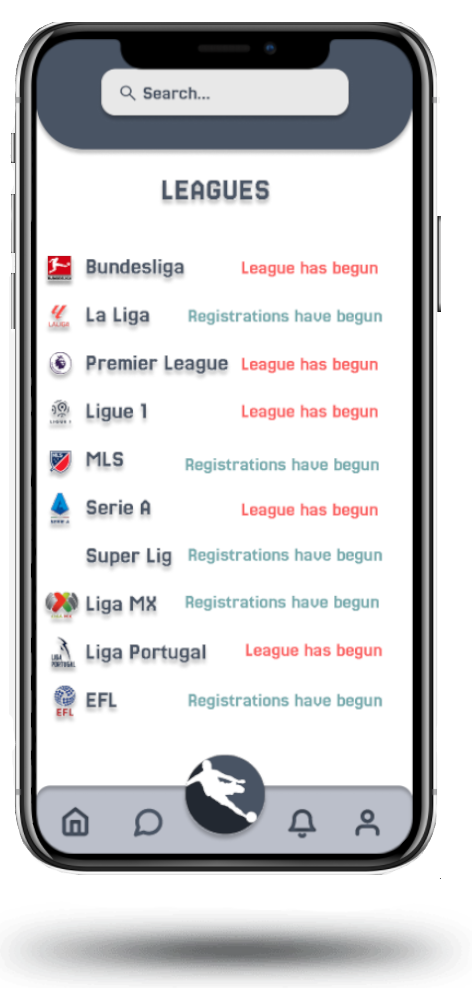 Search...
LEAGUES
Bundesliga League has begun
La Liga Registrations have begun
Premier League League has begun
Ligue 1 League has begun
MLS Registrations have begun
Serie A League has begun
Super Lig Registrations have begun
Liga MX Registrations have begun
Liga Portugal League has begun
EFL EFL Registrations have begun